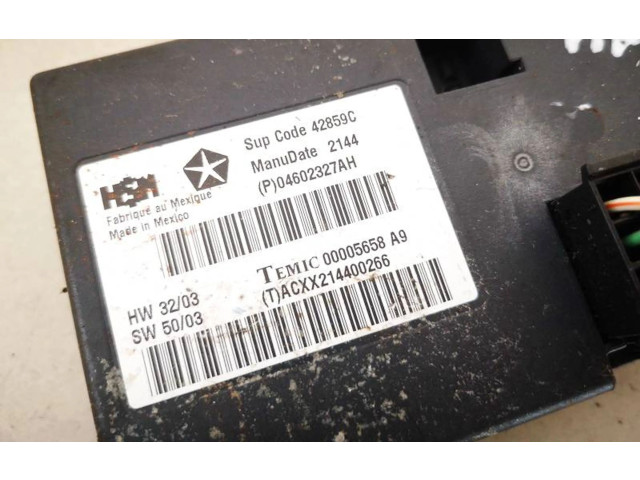 Sup Code 42859C
ManuDate 2144
(P)04602327AH
Fabriqué au Mexique
Made in Mexico
TEMIC 00005658 A9
(T)ACXX214400266
HW 32/03
SW 50/03